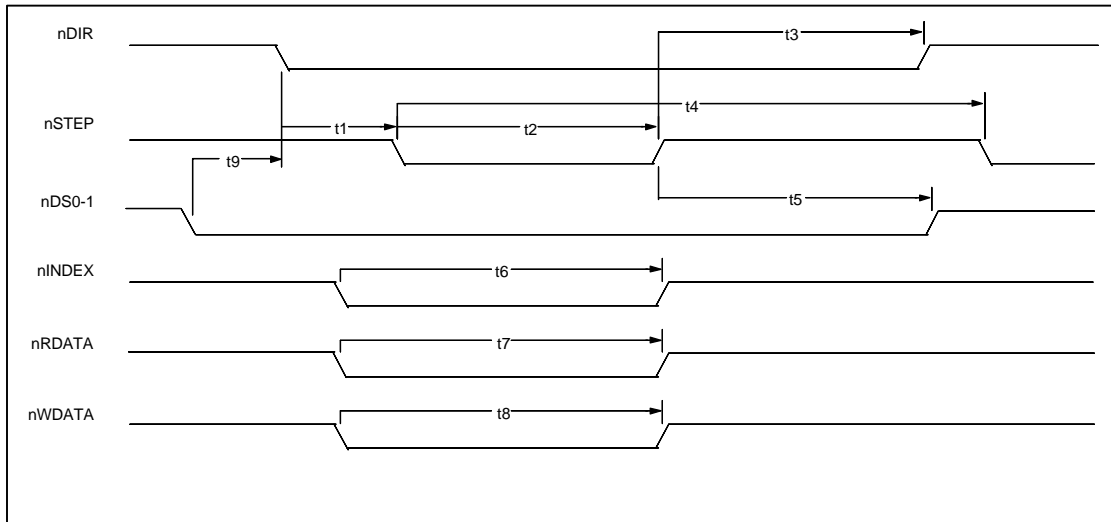 nDIR
t3
t4
nSTEP
t1
t2
t9
nDS0-1
t5
nINDEX
t6
nRDATA
t7
nWDATA
t8